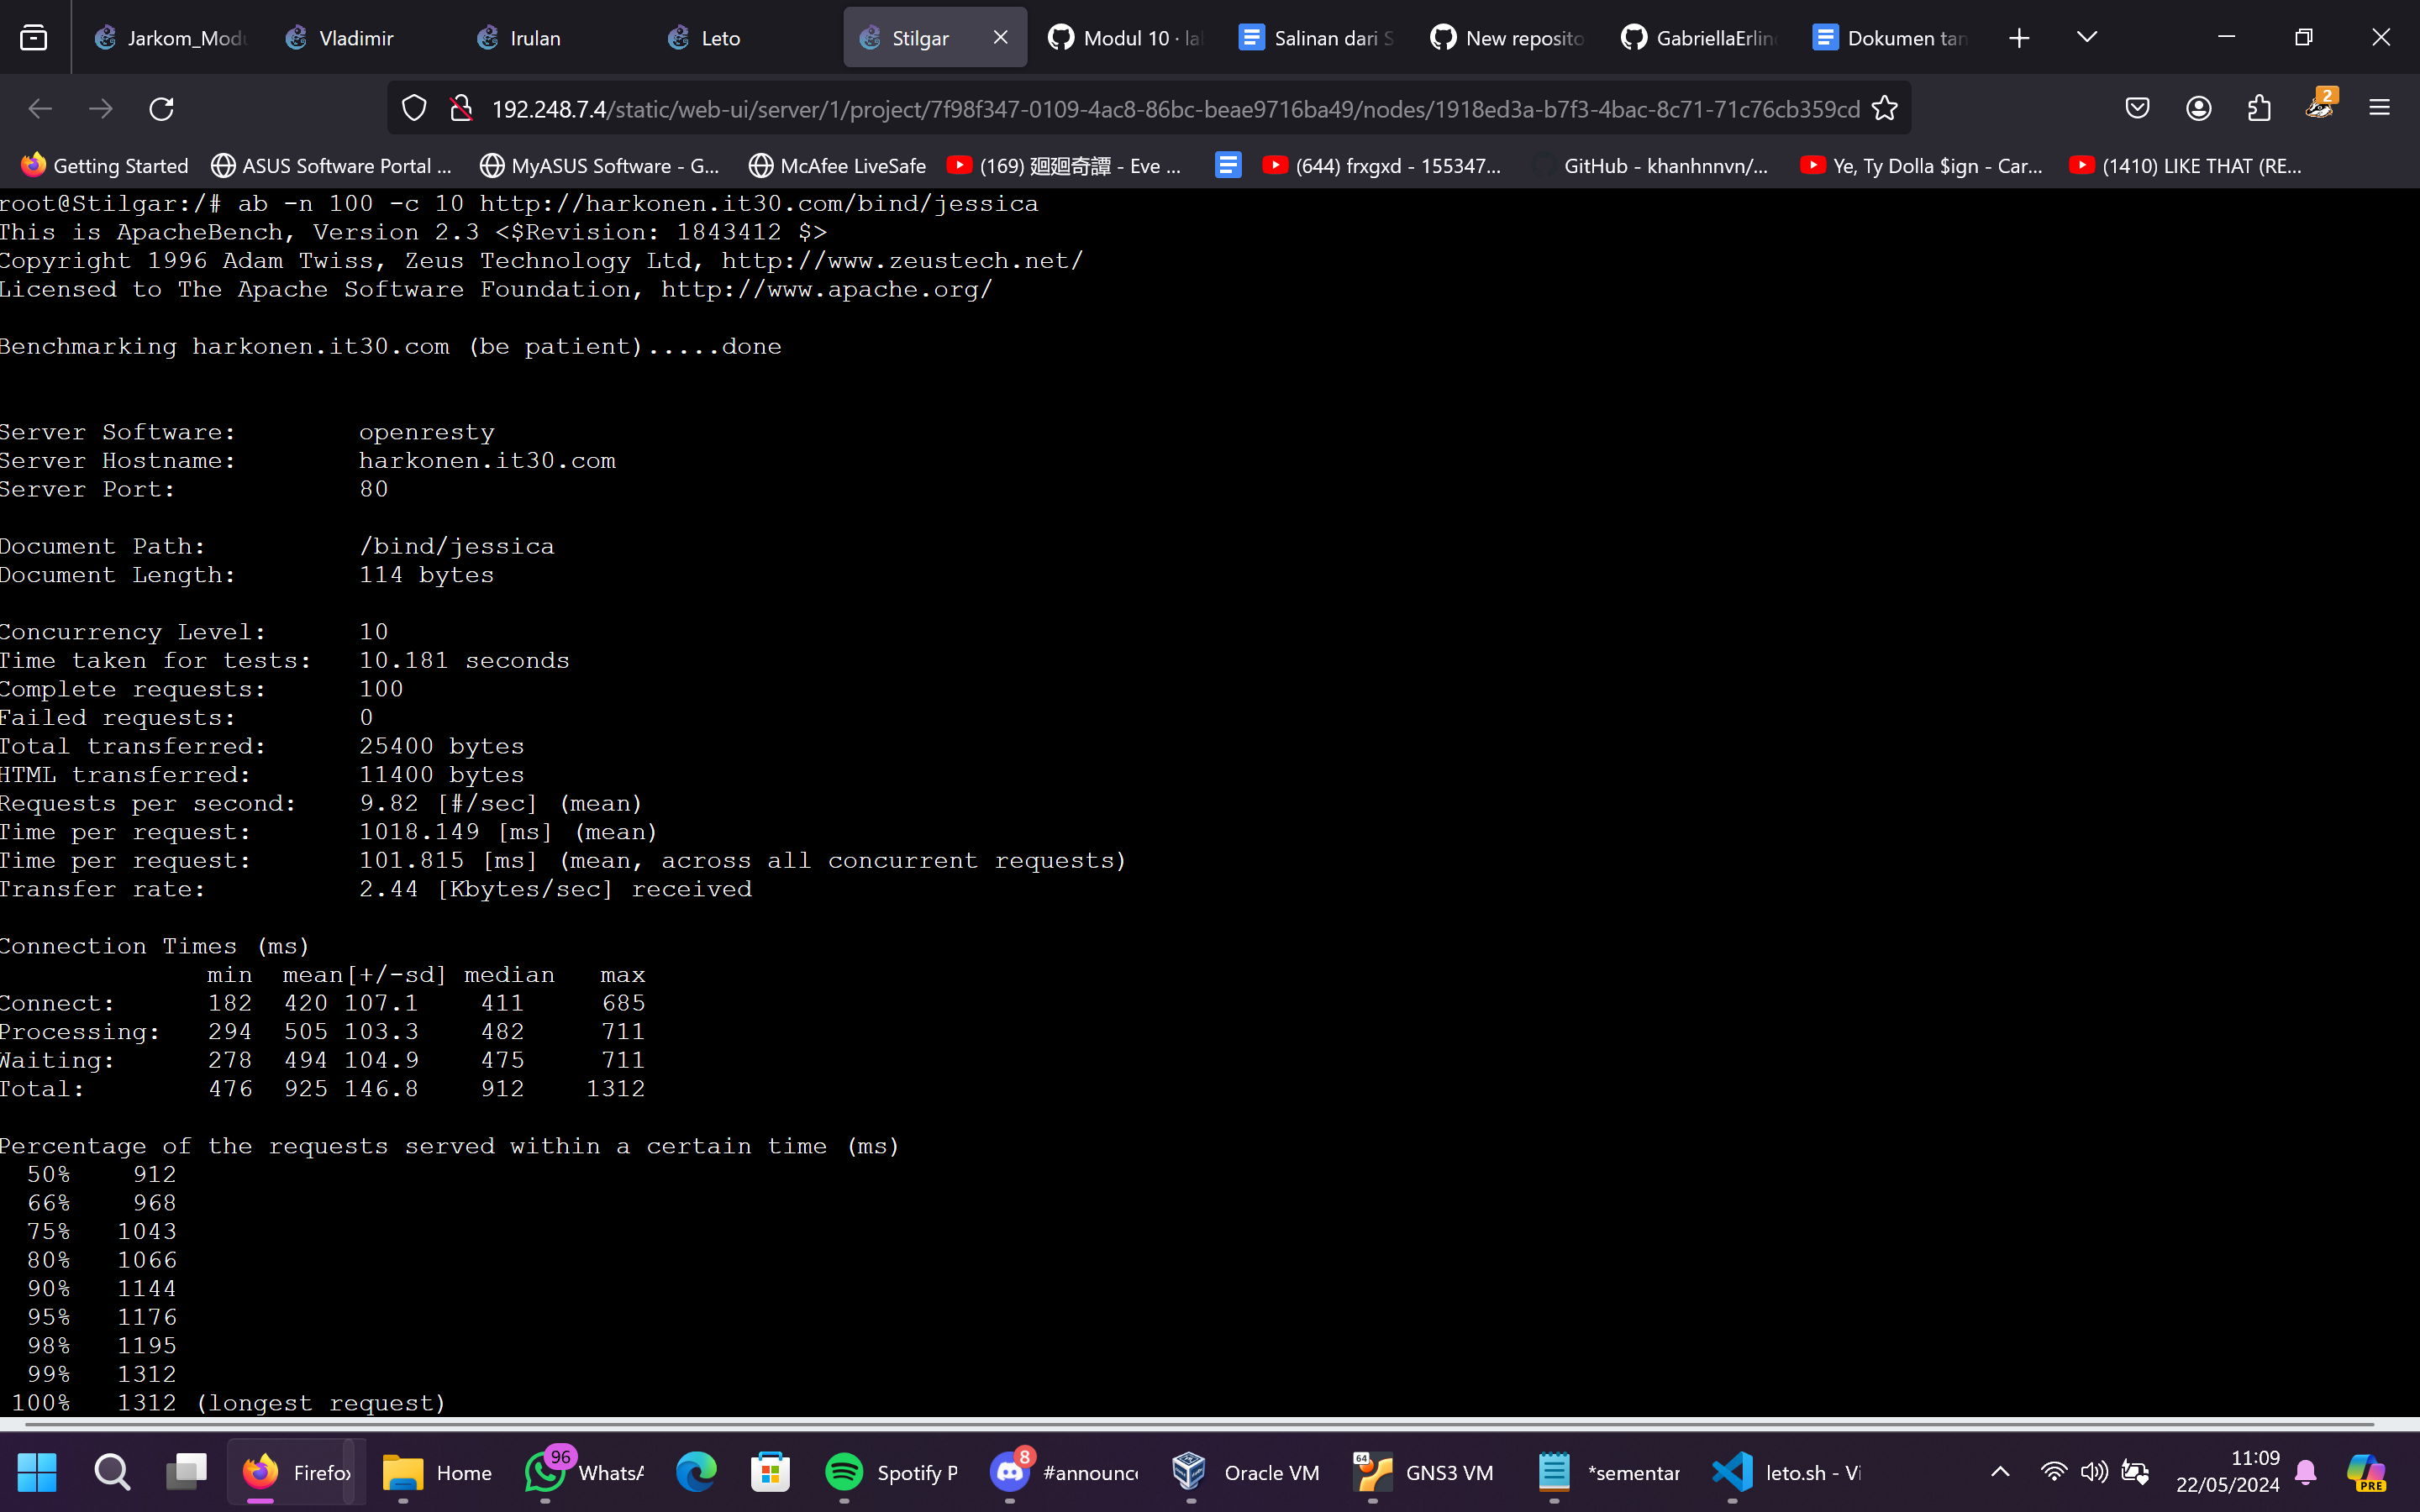 Jarkom_Modu
Vladimir
Irulan
Leto
Stilgar
Modul 10 · la
Salinan dari S
New reposito
GabriellaErlin
Dokumen tan
192.248.7.4/static/web-ui/server/1/project/7f98f347-0109-4ac8-86bc-beae9716ba49/nodes/1918ed3a-b7f3-4bac-8c71-71c76cb359cd
2
Getting Started
ASUS Software Portal ...
MyASUS Software - G...
McAfee LiveSafe
(169) 廻廻奇譚 - Eve ...
(644) frxgxd - 155347...
GitHub - khanhnnvn/...
Ye, Ty Dolla $ign - Car...
(1410) LIKE THAT (RE...
root@Stilgar:/# ab -n 100 -c 10 http://harkonen.it30.com/bind/jessica
This is ApacheBench, Version 2.3 <$Revision: 1843412 $>
Copyright 1996 Adam Twiss, Zeus Technology Ltd, http://www.zeustech.net/
Licensed to The Apache Software Foundation, http://www.apache.org/
Benchmarking harkonen.it30.com (be patient).....done
Server Software:        openresty
Server Hostname:        harkonen.it30.com
Server Port:            80
Document Path:          /bind/jessica
Document Length:        114 bytes
Concurrency Level:      10
Time taken for tests:   10.181 seconds
Complete requests:      100
Failed requests:        0
Total transferred:      25400 bytes
HTML transferred:       11400 bytes
Requests per second:    9.82 [#/sec] (mean)
Time per request:       1018.149 [ms] (mean)
Time per request:       101.815 [ms] (mean, across all concurrent requests)
Transfer rate:          2.44 [Kbytes/sec] received
Connection Times (ms)
              min  mean[+/-sd] median   max
Connect:      182  420 107.1    411     685
Processing:   294  505 103.3    482     711
Waiting:      278  494 104.9    475     711
Total:        476  925 146.8    912    1312
Percentage of the requests served within a certain time (ms)
  50%    912
  66%    968
  75%   1043
  80%   1066
  90%   1144
  95%   1176
  98%   1195
  99%   1312
 100%   1312 (longest request)
Firefox
Home
96
WhatsA
Spotify P
8
#announce
Oracle VM
64
GNS3 VM
*sementar
leto.sh - Vi
11:09
22/05/2024
PRE